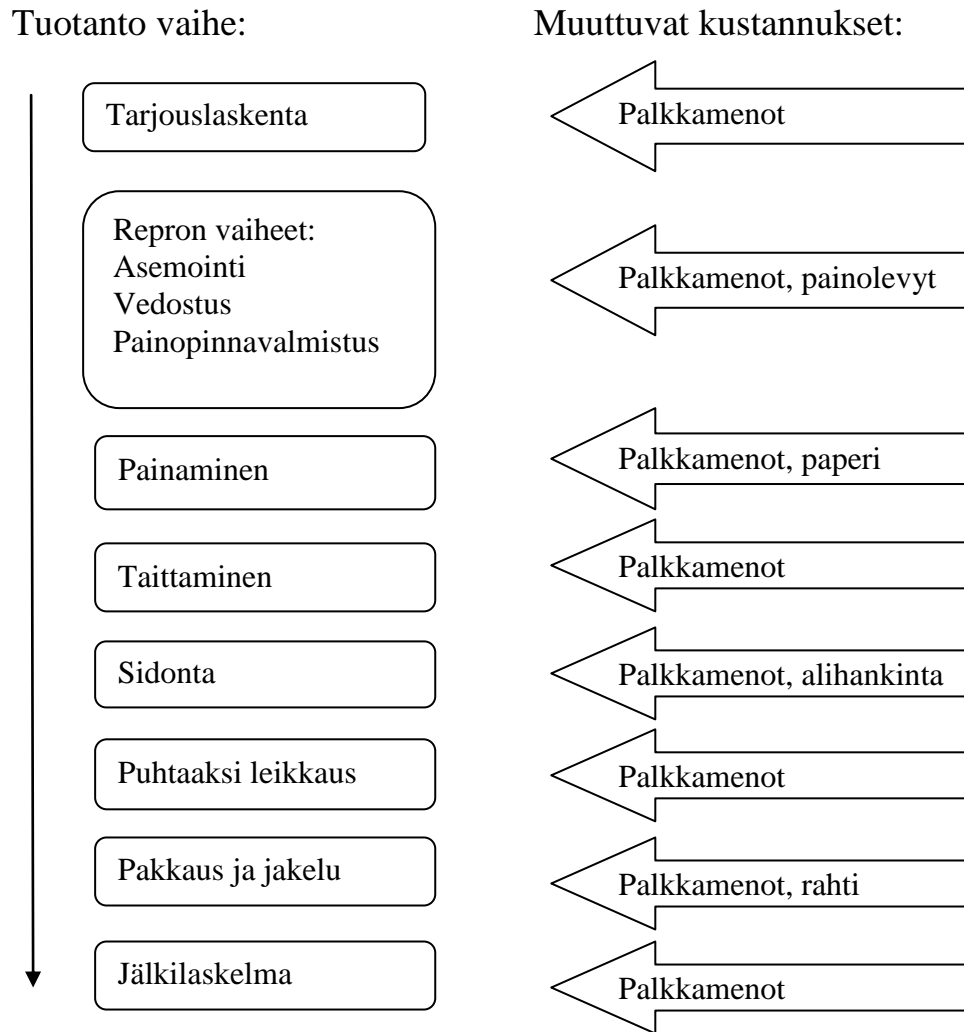 Tuotanto vaihe:
Muuttuvat kustannukset:
Tarjouslaskenta
Palkkamenot
Repron vaiheet:
Asemointi
Vedostus
Painopinnavalmistus
Palkkamenot, painolevyt
Painaminen
Palkkamenot, paperi
Taittaminen
Palkkamenot
Sidonta
Palkkamenot, alihankinta
Puhtaaksi leikkaus
Palkkamenot
Pakkaus ja jakelu
Palkkamenot, rahti
Jälkilaskelma
Palkkamenot